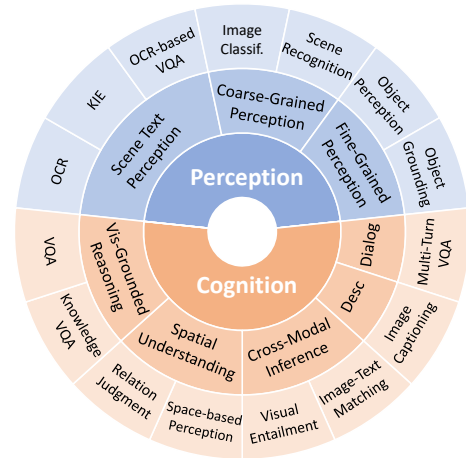 Image
Classif.
Scene
Recognition
OCR-based
VQA
Object
Perception
KIE
Coarse-Grained
Perception
Scene Text
Perception
Fine-Grained
Perception
Object
Grounding
OCR
Perception
VQA
Vis-Grounded
Reasoning
Cognition
Dialog
Multi-Turn
VQA
Desc
Knowledge
VQA
Spatial
Understanding
Cross-Modal
Inference
Image
Captioning
Relation
Judgment
Space-based
Perception
Visual
Entailment
Image-Text
Matching